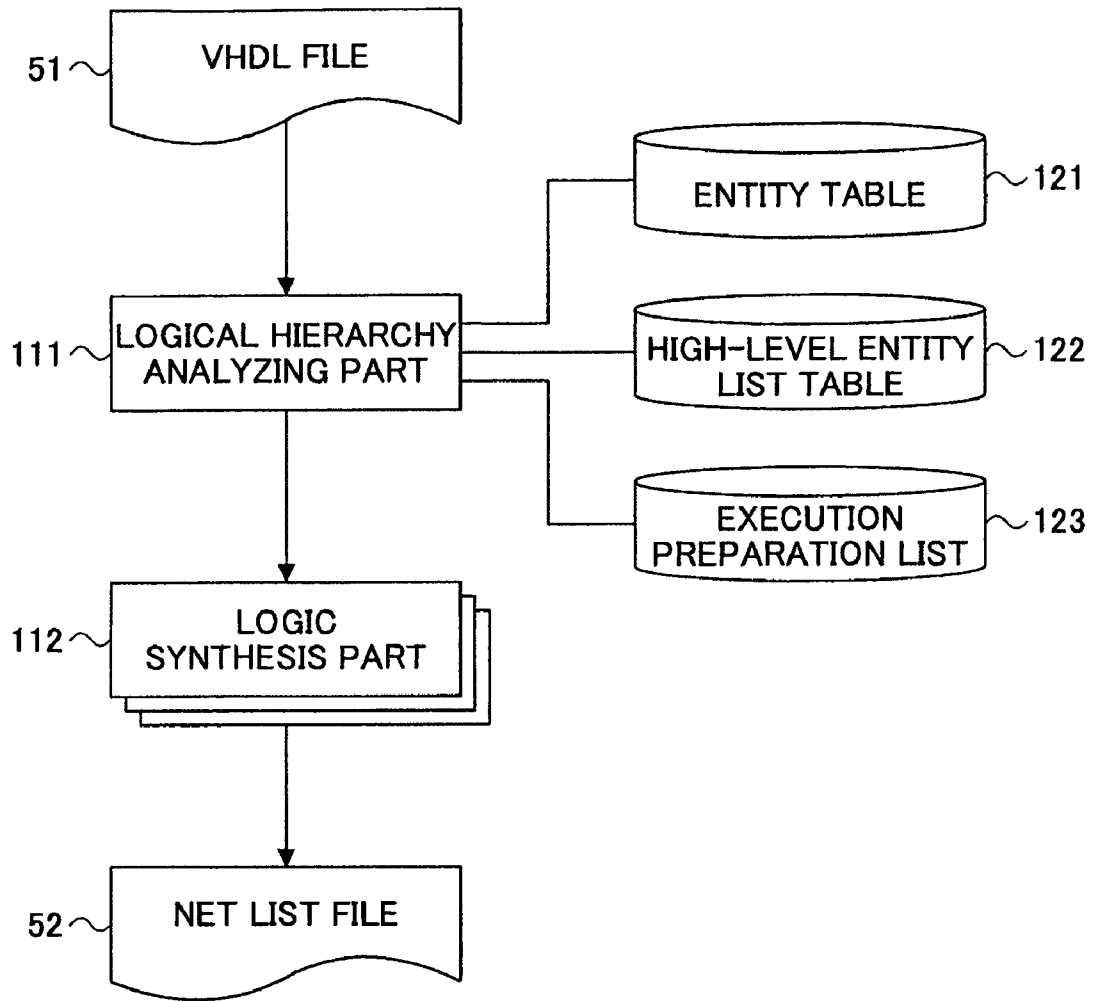 51
VHDL FILE
ENTITY TABLE
121
111
LOGICAL HIERARCHY
ANALYZING PART
HIGH-LEVEL ENTITY
LIST TABLE
122
EXECUTION
PREPARATION LIST
123
112
LOGIC
SYNTHESIS PART
52
NET LIST FILE